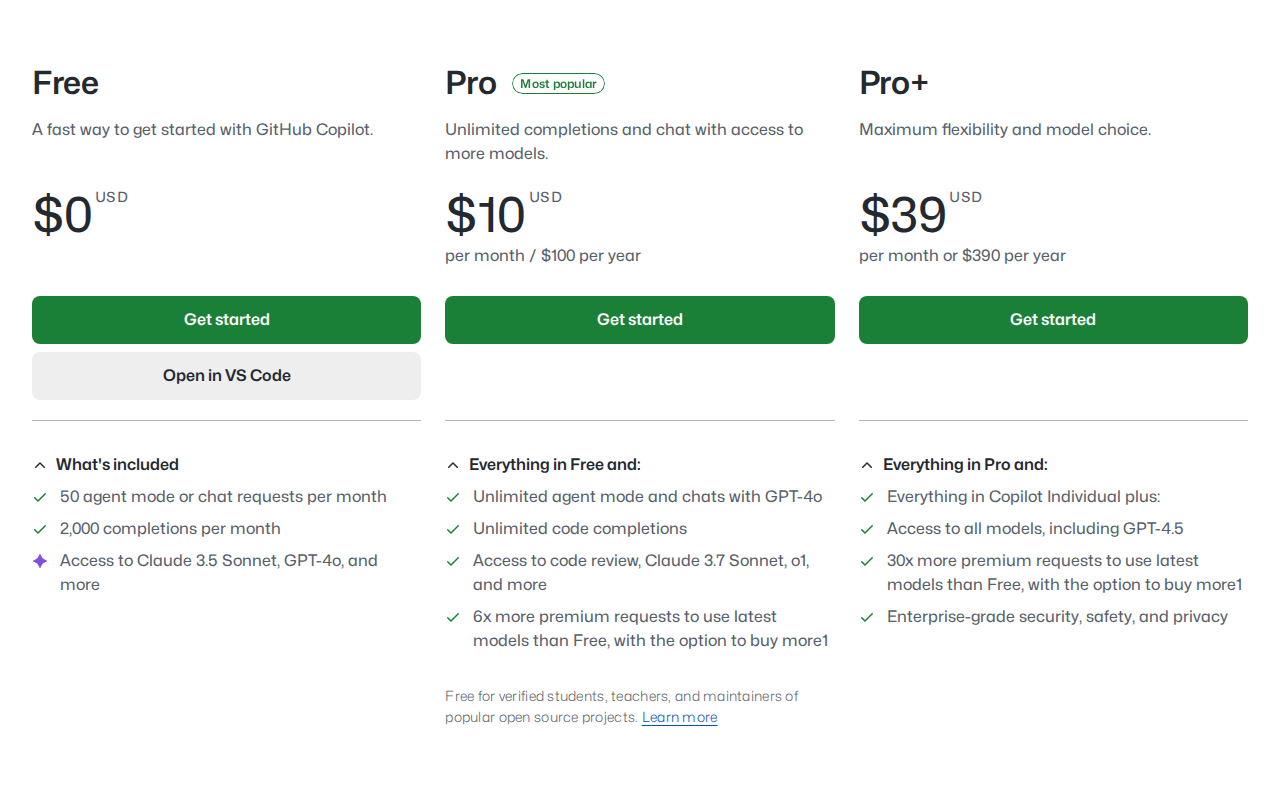 Free
A fast way to get started with GitHub Copilot.
$0 USD
Get started
Open in VS Code
What's included
50 agent mode or chat requests per month
2,000 completions per month
Access to Claude 3.5 Sonnet, GPT-4o, and
more
Pro Most popular
Unlimited completions and chat with access to
more models.
$10 USD
per month / $100 per year
Get started
Everything in Free and:
Unlimited agent mode and chats with GPT-4o
Unlimited code completions
Access to code review, Claude 3.7 Sonnet, o1,
and more
6x more premium requests to use latest
models than Free, with the option to buy more1
Free for verified students, teachers, and maintainers of
popular open source projects. Learn more
Pro+
Maximum flexibility and model choice.
$39 USD
per month or $390 per year
Get started
Everything in Pro and:
Everything in Copilot Individual plus:
Access to all models, including GPT-4.5
30x more premium requests to use latest
models than Free, with the option to buy more1
Enterprise-grade security, safety, and privacy